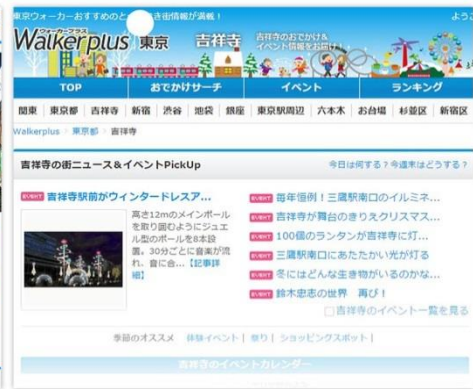 東京ウォーカーおすすめのと
き街情報が満載！
ようこ
ウォーカープラス
Walkerplus 東京
吉祥寺
吉祥寺のおでかけ&
イベント情報をお届け！
TOP おでかけサーチ イベント ランキング
関東 東京都 吉祥寺 新宿 渋谷 池袋 銀座 東京駅周辺 六本木 お台場 杉並区 新宿区
Walkerplus > 東京都 > 吉祥寺
吉祥寺の街ニュース＆イベントPickUp
今日は何する？今週末はどうする？
EVENT 吉祥寺駅前がウィンタードレスア...
高さ12mのメインポール
を取り囲むようにジュエ
ル型のポールを8本設
置。30分ごとに音楽が流
れ、音に合...【記事詳
細】
EVENT 毎年恒例！三鷹駅南口のイルミネ...
EVENT 吉祥寺が舞台のきりえクリスマス...
EVENT 100個のランタンが吉祥寺に灯...
EVENT 三鷹駅南口にあたたかい光が灯る
EVENT 冬にはどんな生き物がいるのかな...
EVENT 鈴木忠志の世界 再び！
吉祥寺のイベント一覧を見る
季節のオススメ 体験イベント | 祭り | ショッピングスポット |
吉祥寺のイベントカレンダー